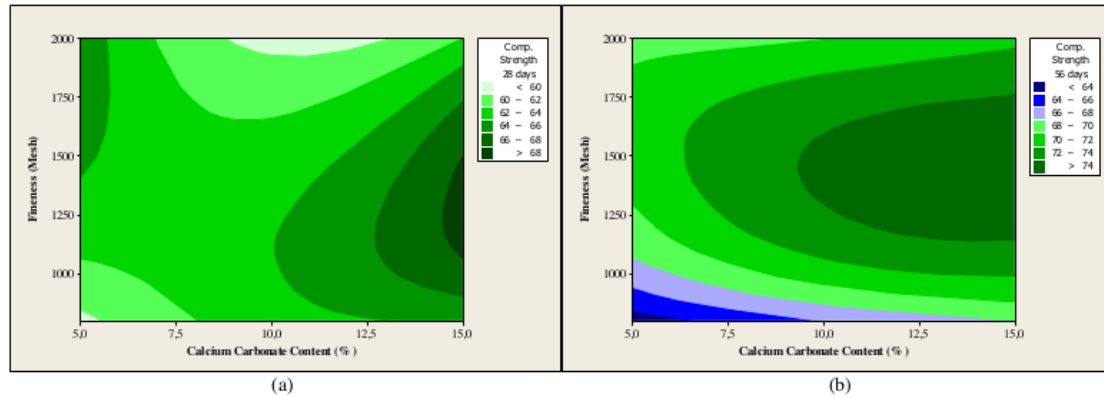 2000
1750
1500
1250
1000
Fineness (Mesh)
5,0
7,5
10,0
12,5
15,0
Calcium Carbonate Content (% )
Comp.
Strength
28 days
< 60
60 – 62
62 – 64
64 – 66
66 – 68
> 68
(a)
2000
1750
1500
1250
1000
Fineness (Mesh)
5,0
7,5
10,0
12,5
15,0
Calcium Carbonate Content (% )
Comp.
Strength
56 days
< 64
64 – 66
66 – 68
68 – 70
70 – 72
72 – 74
> 74
(b)